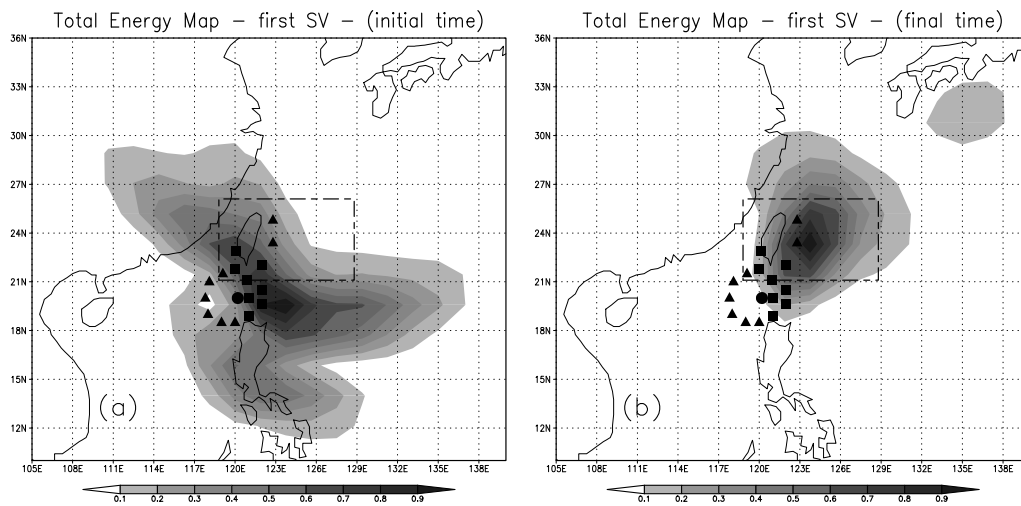 Total Energy Map – first SV – (initial time)
36N
33N
30N
27N
24N
21N
18N
15N
12N
(a)
105E 108E 111E 114E 117E 120E 123E 126E 129E 132E 135E 138E
0.1 0.2 0.3 0.4 0.5 0.6 0.7 0.8 0.9
Total Energy Map – first SV – (final time)
36N
33N
30N
27N
24N
21N
18N
15N
12N
(b)
105E 108E 111E 114E 117E 120E 123E 126E 129E 132E 135E 138E
0.1 0.2 0.3 0.4 0.5 0.6 0.7 0.8 0.9